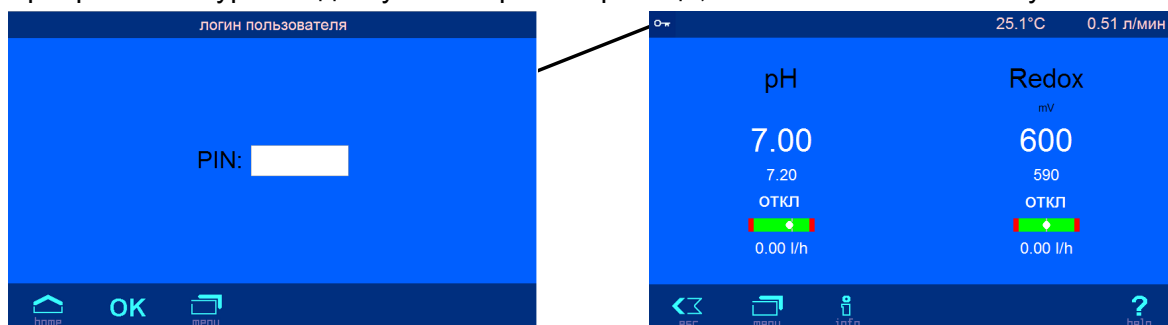 логин пользователя
PIN:
home
OK
menu
25.1°C 0.51 л/мин
pH
7.00
7.20
откл
0.00 l/h
Redox
mV
600
590
откл
0.00 l/h
esc
menu
info
?
help